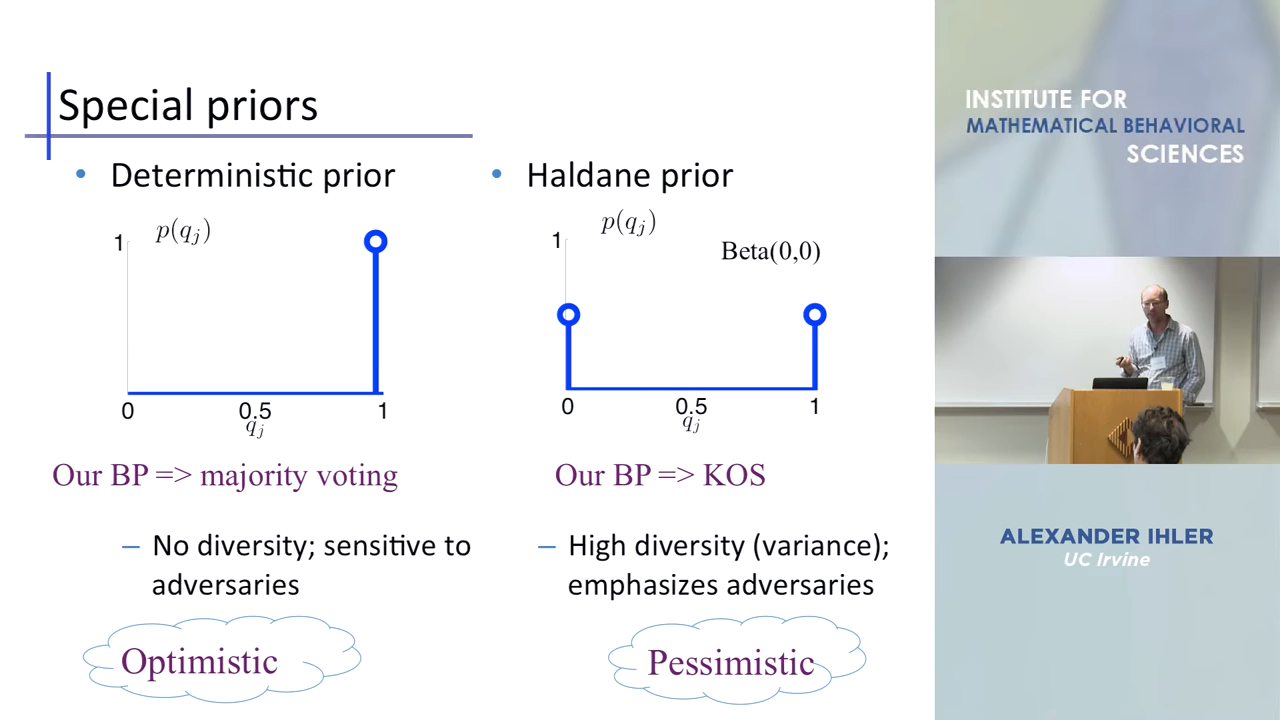 Special priors
• Deterministic prior
p(q_j)
1
0 0.5 1
q_j
Our BP => majority voting
– No diversity; sensitive to
adversaries
Optimistic
• Haldane prior
p(q_j)
1
Beta(0,0)
0 0.5 1
q_j
Our BP => KOS
– High diversity (variance);
emphasizes adversaries
Pessimistic
INSTITUTE FOR
MATHEMATICAL BEHAVIORAL
SCIENCES
ALEXANDER IHLER
UC Irvine